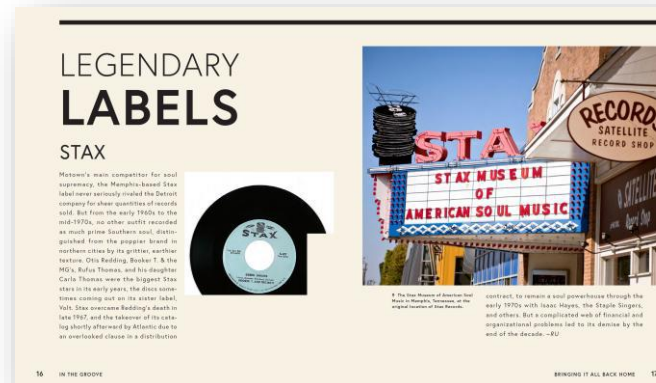 LEGENDARY
LABELS
STAX
Motown's main competitor for soul
supremacy, the Memphis-based Stax
label never seriously rivaled the Detroit
company for sheer quantities of records
sold. But from the early 1960s to the
mid-1970s, no other outfit recorded
as much prime Southern soul, distin-
guished from the poppier brand in
northern cities by its grittier, earthier
texture. Otis Redding, Booker T. & the
MG's, Rufus Thomas, and his daughter
Carla Thomas were the biggest Stax
stars in its early years, the discs some-
times coming out on its sister label,
Volt. Stax overcame Redding's death in
late 1967, and the takeover of its cata-
log shortly afterward by Atlantic due to
an overlooked clause in a distribution
STAX
STA
STAX MUSEUM
OF
AMERICAN SOUL MUSIC
RECORDS
SATELLITE
RECORD SHOP
SATELLITE
Record Shop
The Stax Museum of American Soul
Music in Memphis, Tennessee, at the
original location of Stax Records.
contract, to remain a soul powerhouse through the
early 1970s with Isaac Hayes, the Staple Singers,
and others. But a complicated web of financial and
organizational problems led to its demise by the
end of the decade. –RU
16 IN THE GROOVE
BRINGING IT ALL BACK HOME 17